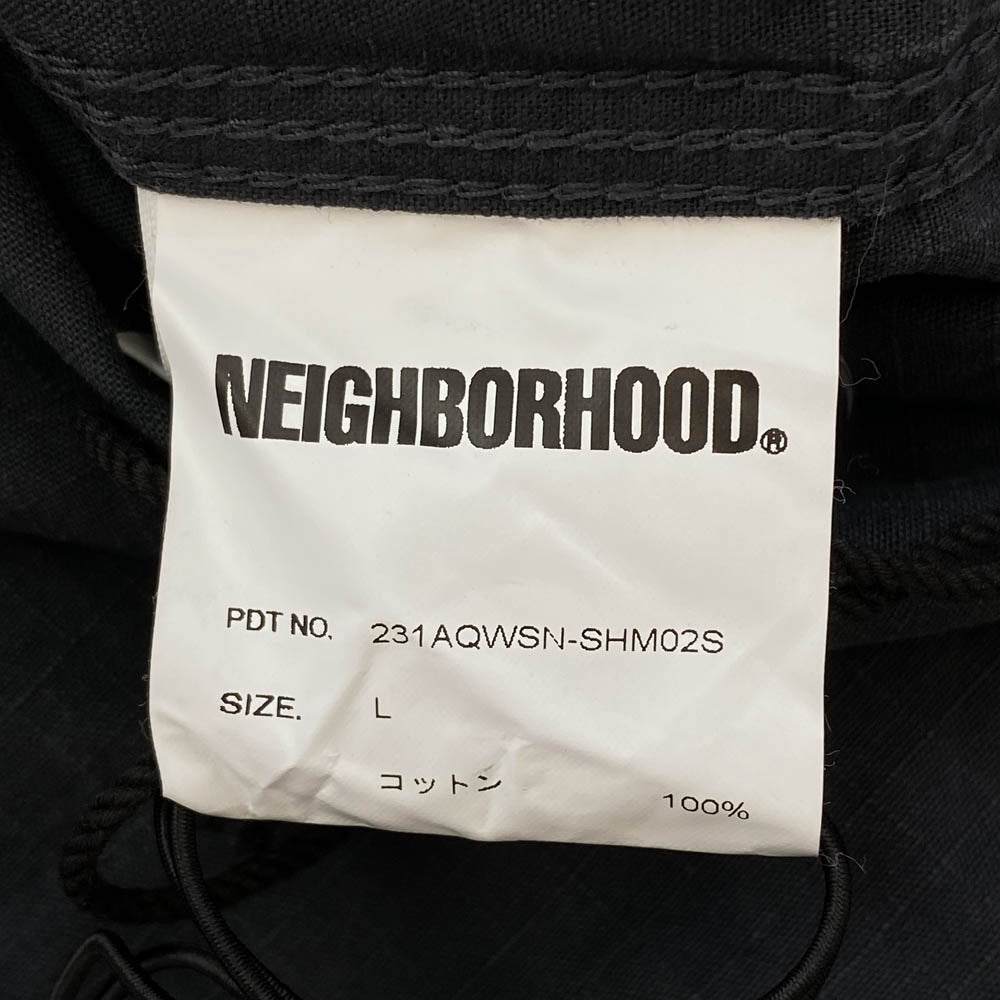 NEIGHBORHOOD®
PDT NO. 231AQWSN-SHM02S
SIZE. L
コットン 100%